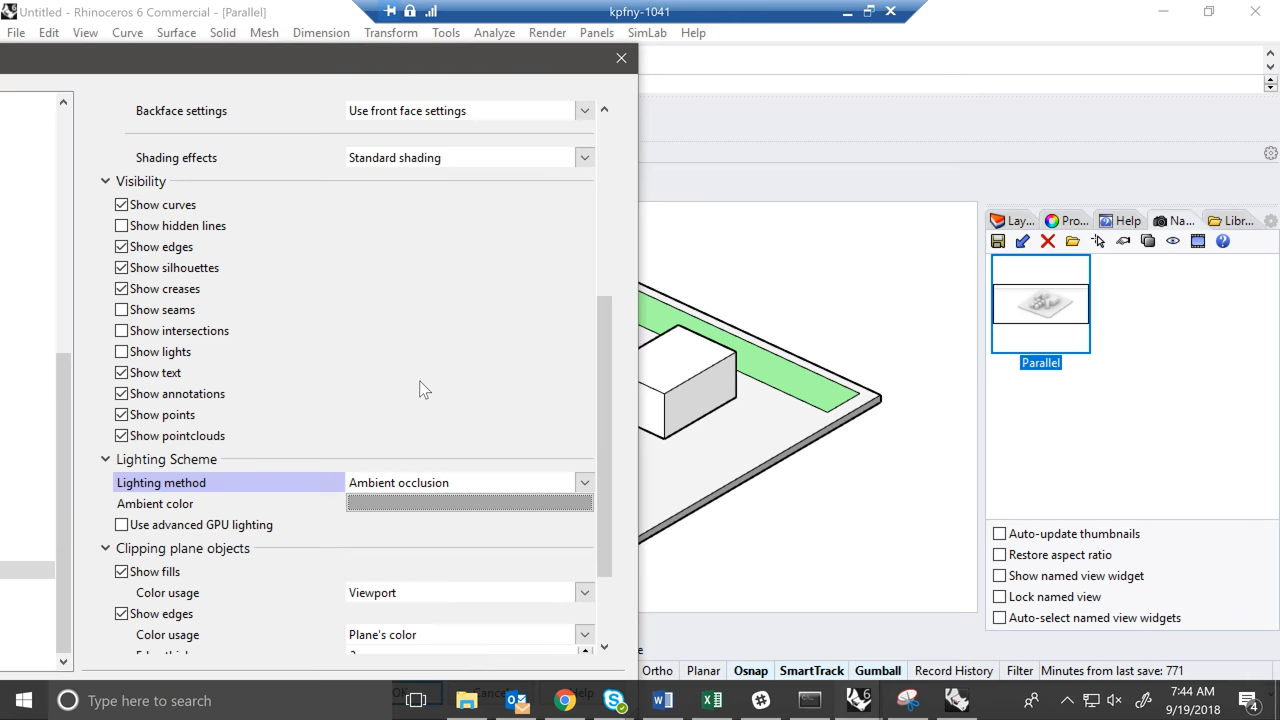 Untitled - Rhinoceros 6 Commercial - [Parallel]
kpfny-1041
File Edit View Curve Surface Solid Mesh Dimension Transform Tools Analyze Render Panels SimLab Help
Backface settings Use front face settings
Shading effects Standard shading
Visibility
Show curves
Show hidden lines
Show edges
Show silhouettes
Show creases
Show seams
Show intersections
Show lights
Show text
Show annotations
Show points
Show pointclouds
Lighting Scheme
Lighting method Ambient occlusion
Ambient color
Use advanced GPU lighting
Clipping plane objects
Show fills
Color usage Viewport
Show edges
Color usage Plane's color
Lay... Pro... Help Na... Libr...
Parallel
Auto-update thumbnails
Restore aspect ratio
Show named view widget
Lock named view
Auto-select named view widgets
Ortho Planar Osnap SmartTrack Gumball Record History Filter Minutes from last save: 771
Type here to search
7:44 AM
9/19/2018
4